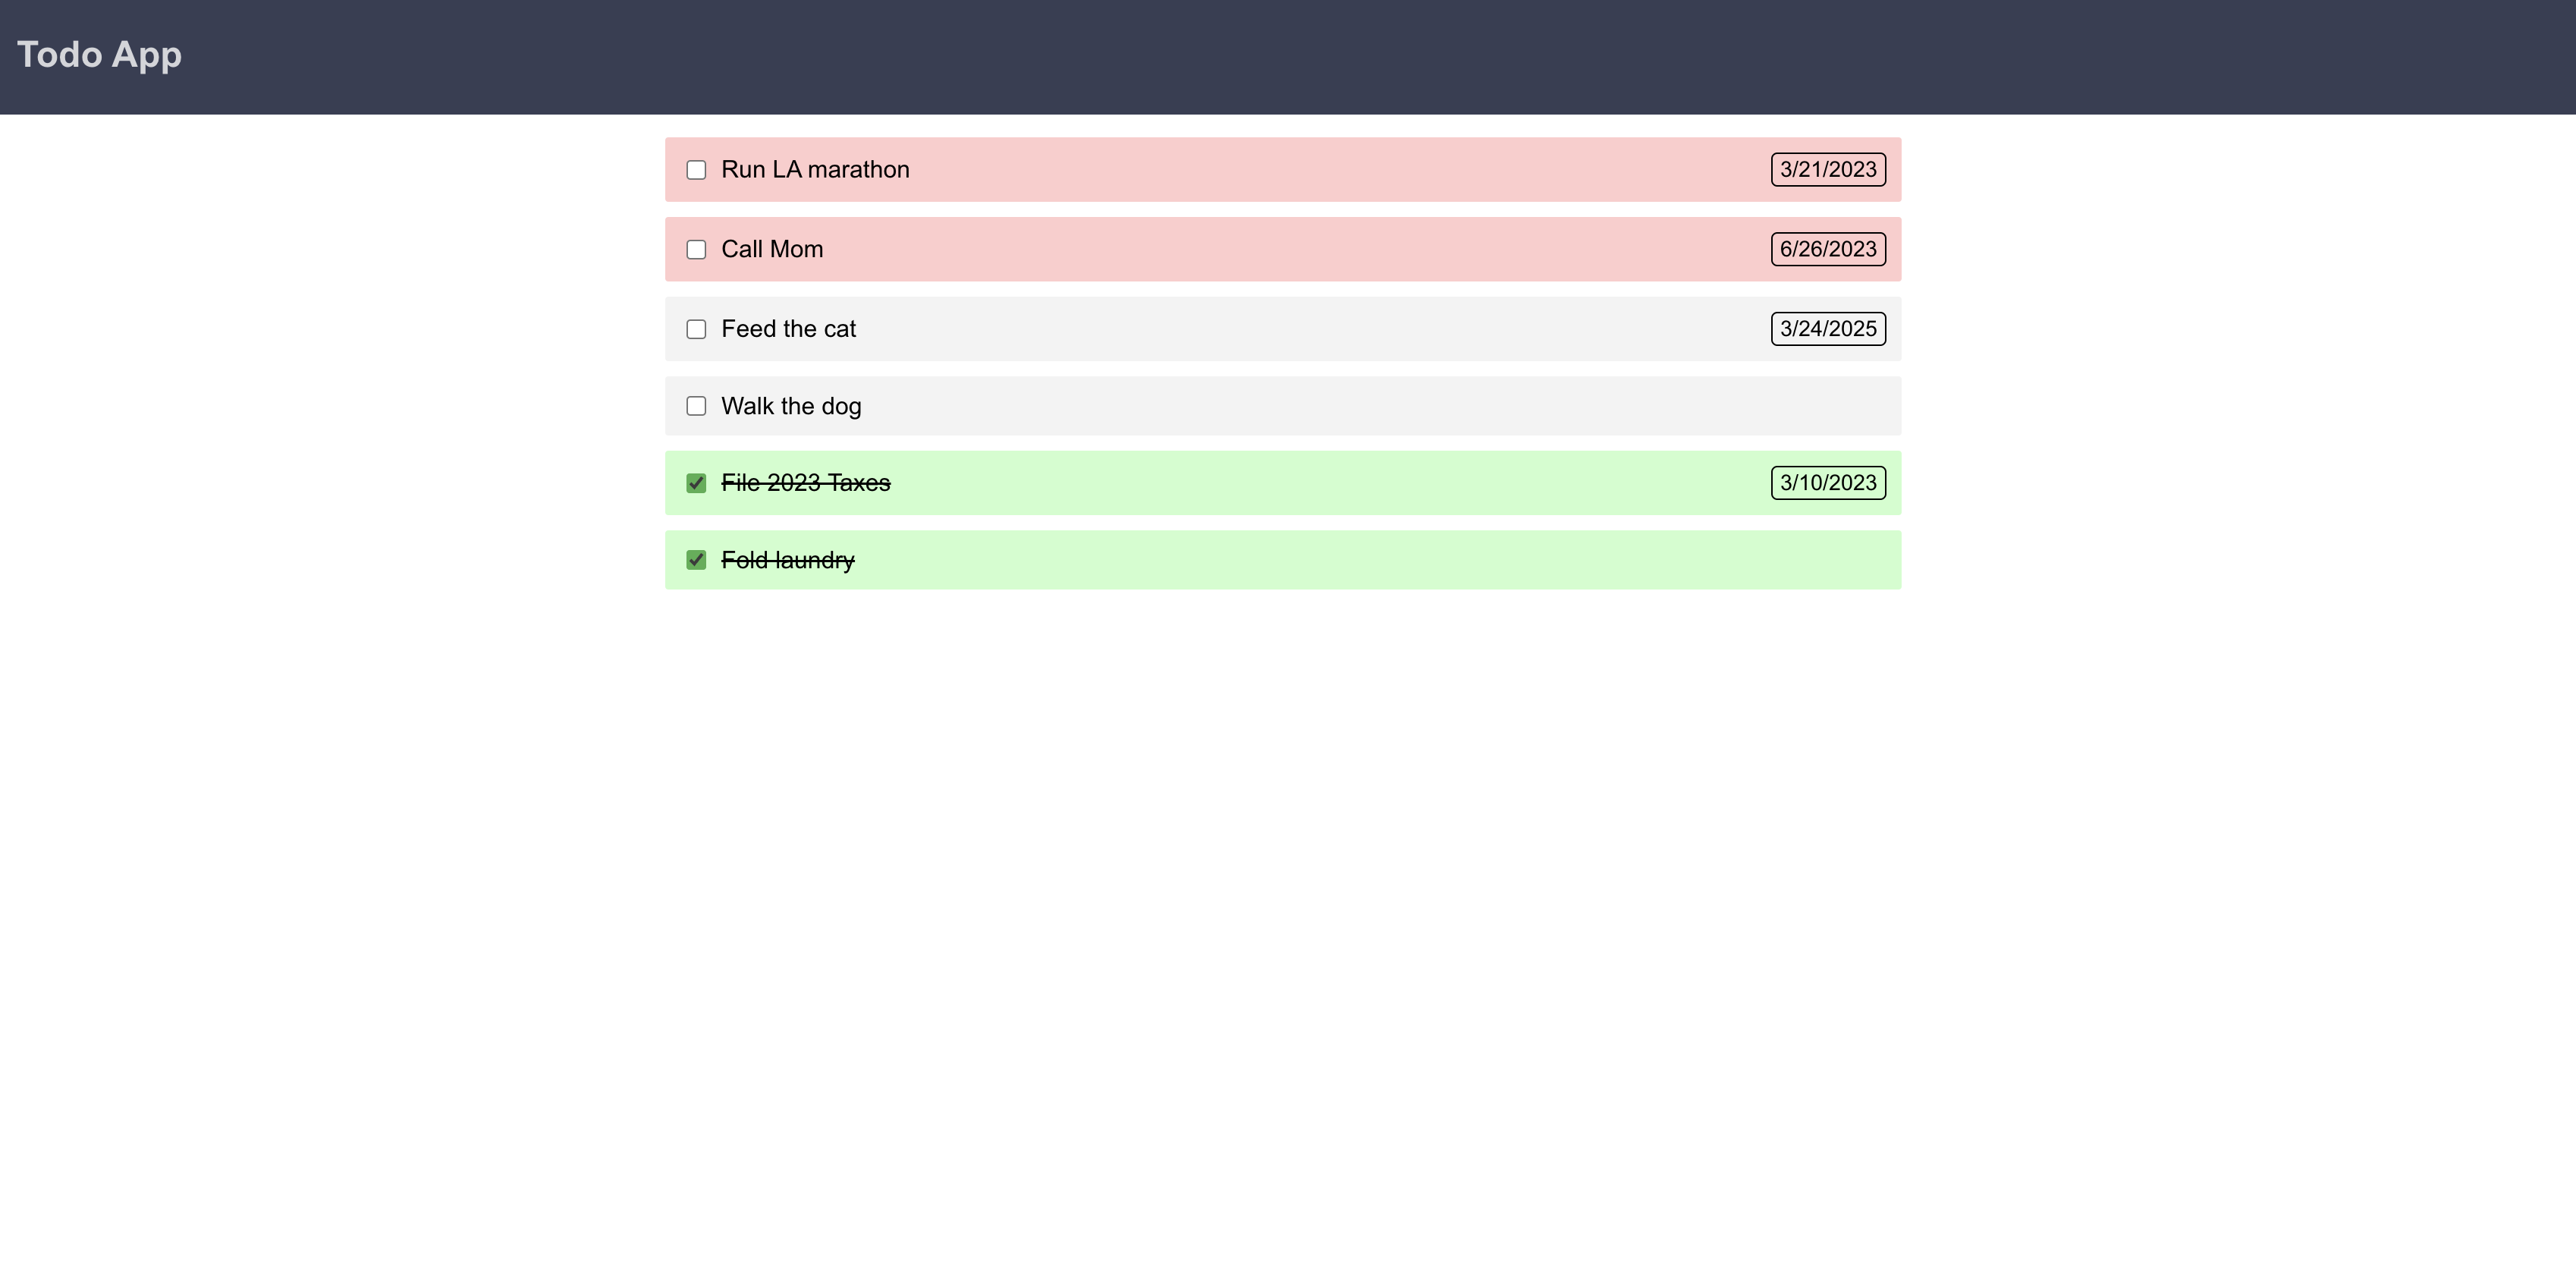 Todo App
Run LA marathon 3/21/2023
Call Mom 6/26/2023
Feed the cat 3/24/2025
Walk the dog
File 2023 Taxes 3/10/2023
Fold laundry